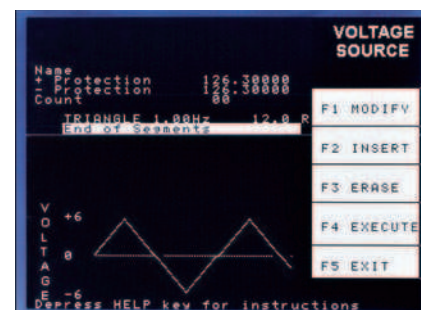 VOLTAGE
SOURCE
Name
+ Protection 126.30000
- Protection 126.30000
Count 00
TRIANGLE 1.00Hz 12.0 R
End of Segments
F1 MODIFY
F2 INSERT
F3 ERASE
F4 EXECUTE
F5 EXIT
VOLTAGE
+6
0
-6
Depress HELP key for instructions